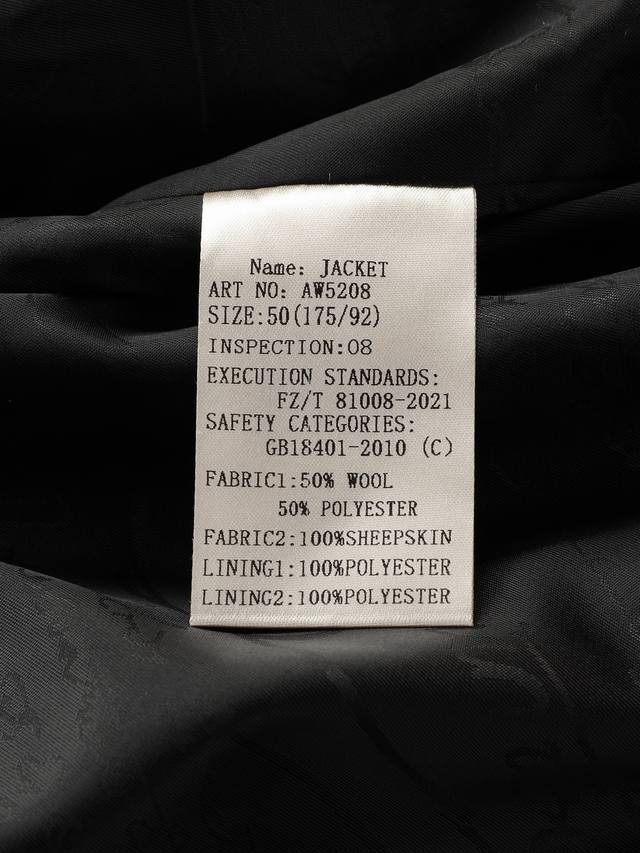 Name: JACKET
ART NO: AW5208
SIZE:50(175/92)
INSPECTION:08
EXECUTION STANDARDS:
FZ/T 81008-2021
SAFETY CATEGORIES:
GB18401-2010 (C)
FABRIC1:50% WOOL
50% POLYESTER
FABRIC2:100%SHEEPSKIN
LINING1:100%POLYESTER
LINING2:100%POLYESTER